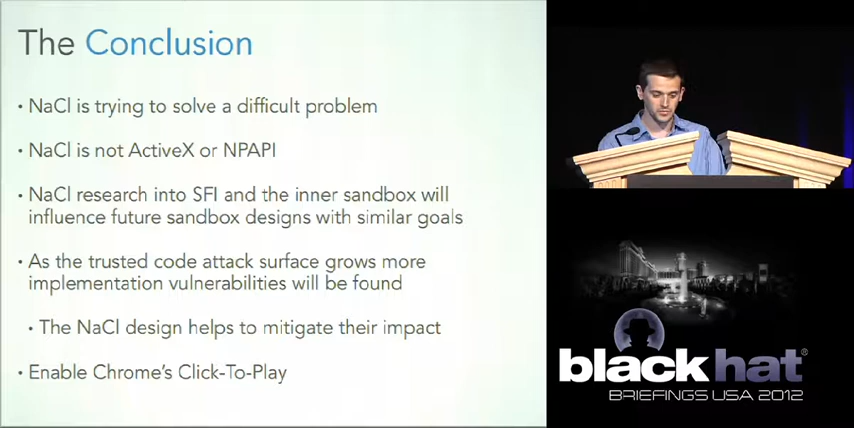 The Conclusion
• NaCl is trying to solve a difficult problem
• NaCl is not ActiveX or NPAPI
• NaCl research into SFI and the inner sandbox will
influence future sandbox designs with similar goals
• As the trusted code attack surface grows more
implementation vulnerabilities will be found
• The NaCl design helps to mitigate their impact
• Enable Chrome's Click-To-Play
black hat®
BRIEFINGS USA 2012